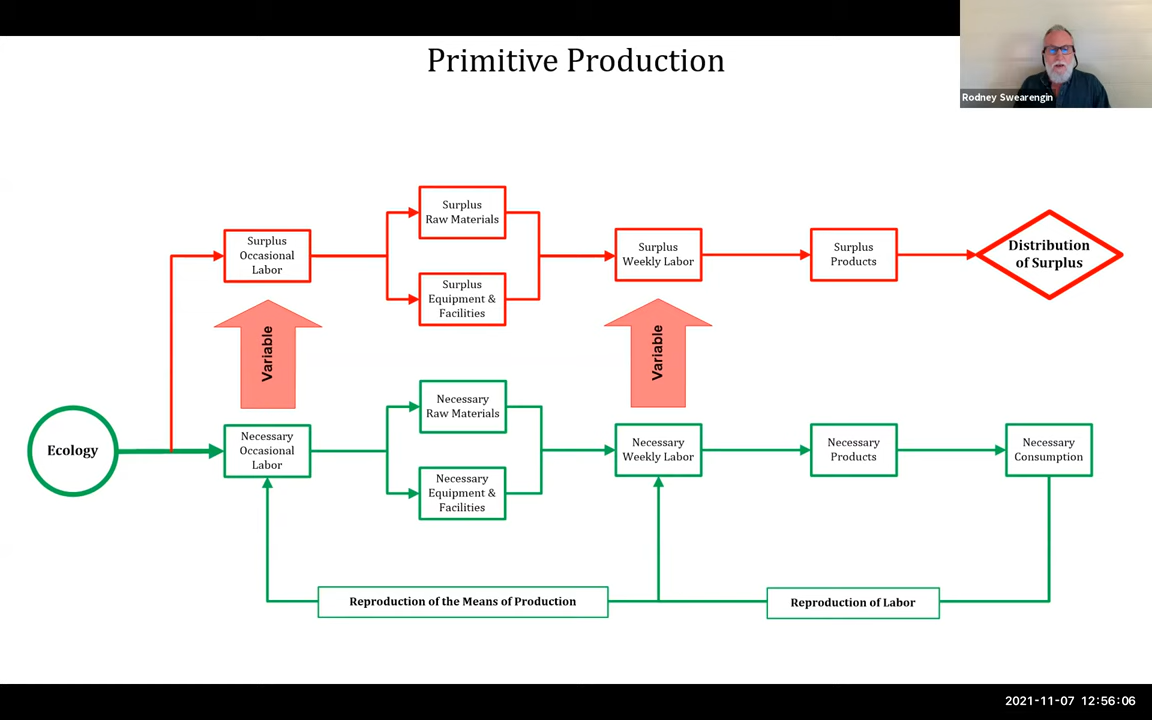 Primitive Production
Rodney Swearengin
Surplus
Raw Materials
Surplus
Occasional
Labor
Surplus
Weekly Labor
Surplus
Products
Distribution
of Surplus
Surplus
Equipment &
Facilities
Variable
Variable
Necessary
Raw Materials
Ecology
Necessary
Occasional
Labor
Necessary
Weekly Labor
Necessary
Products
Necessary
Consumption
Necessary
Equipment &
Facilities
Reproduction of the Means of Production
Reproduction of Labor
2021-11-07 12:56:06